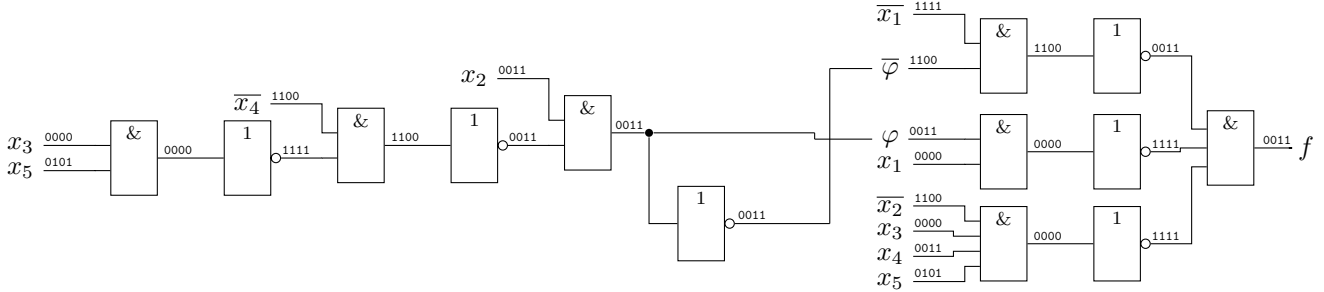 x̅₁ 1111
& 1100 1 0011
x₂ 0011 φ̅ 1100
x̅₄ 1100 & 0011
x₃ 0000 & 0000 1 1111 & 1100 1 0011 φ 0011 & 0000 1 1111 & 0011 f
x₅ 0101 x₁ 0000
1 0011
x̅₂ 1100
x₃ 0000 & 0000 1 1111
x₄ 0011
x₅ 0101